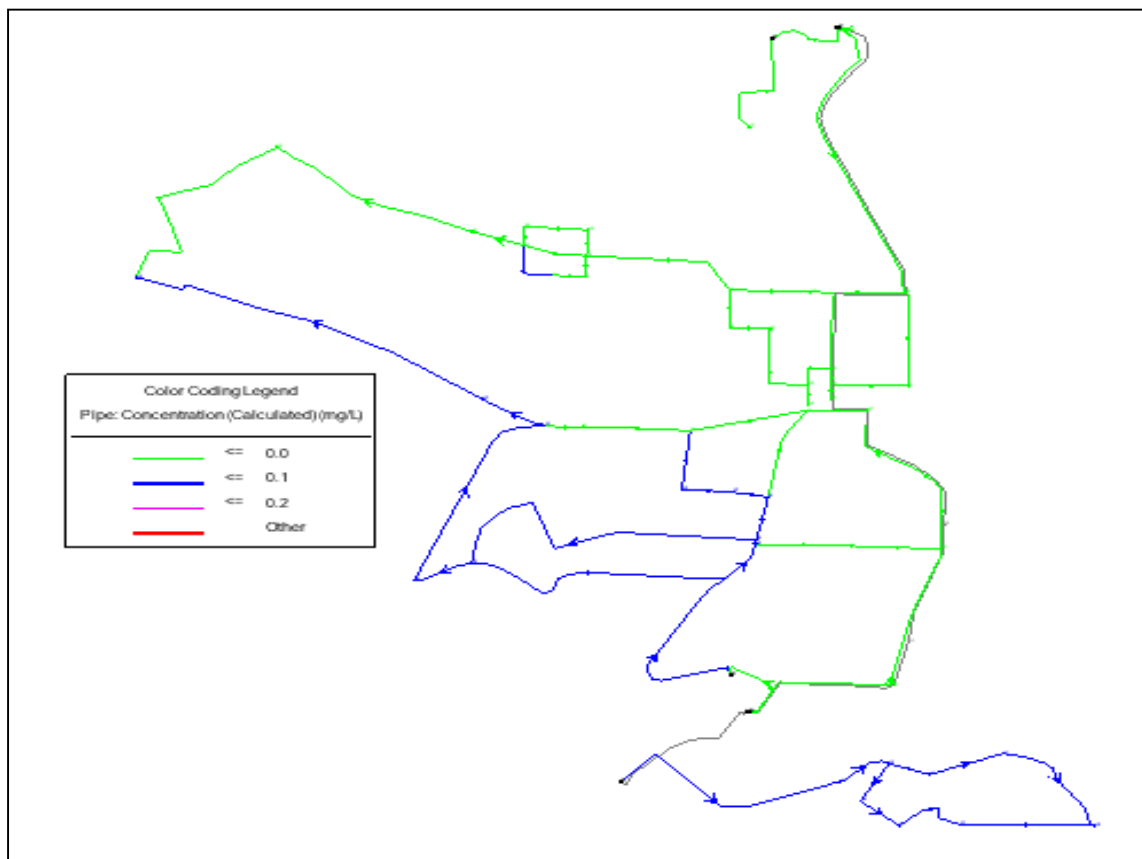 Color Coding Legend
Pipe: Concentration (Calculated) (mg/L)
<= 0.0
<= 0.1
<= 0.2
Other